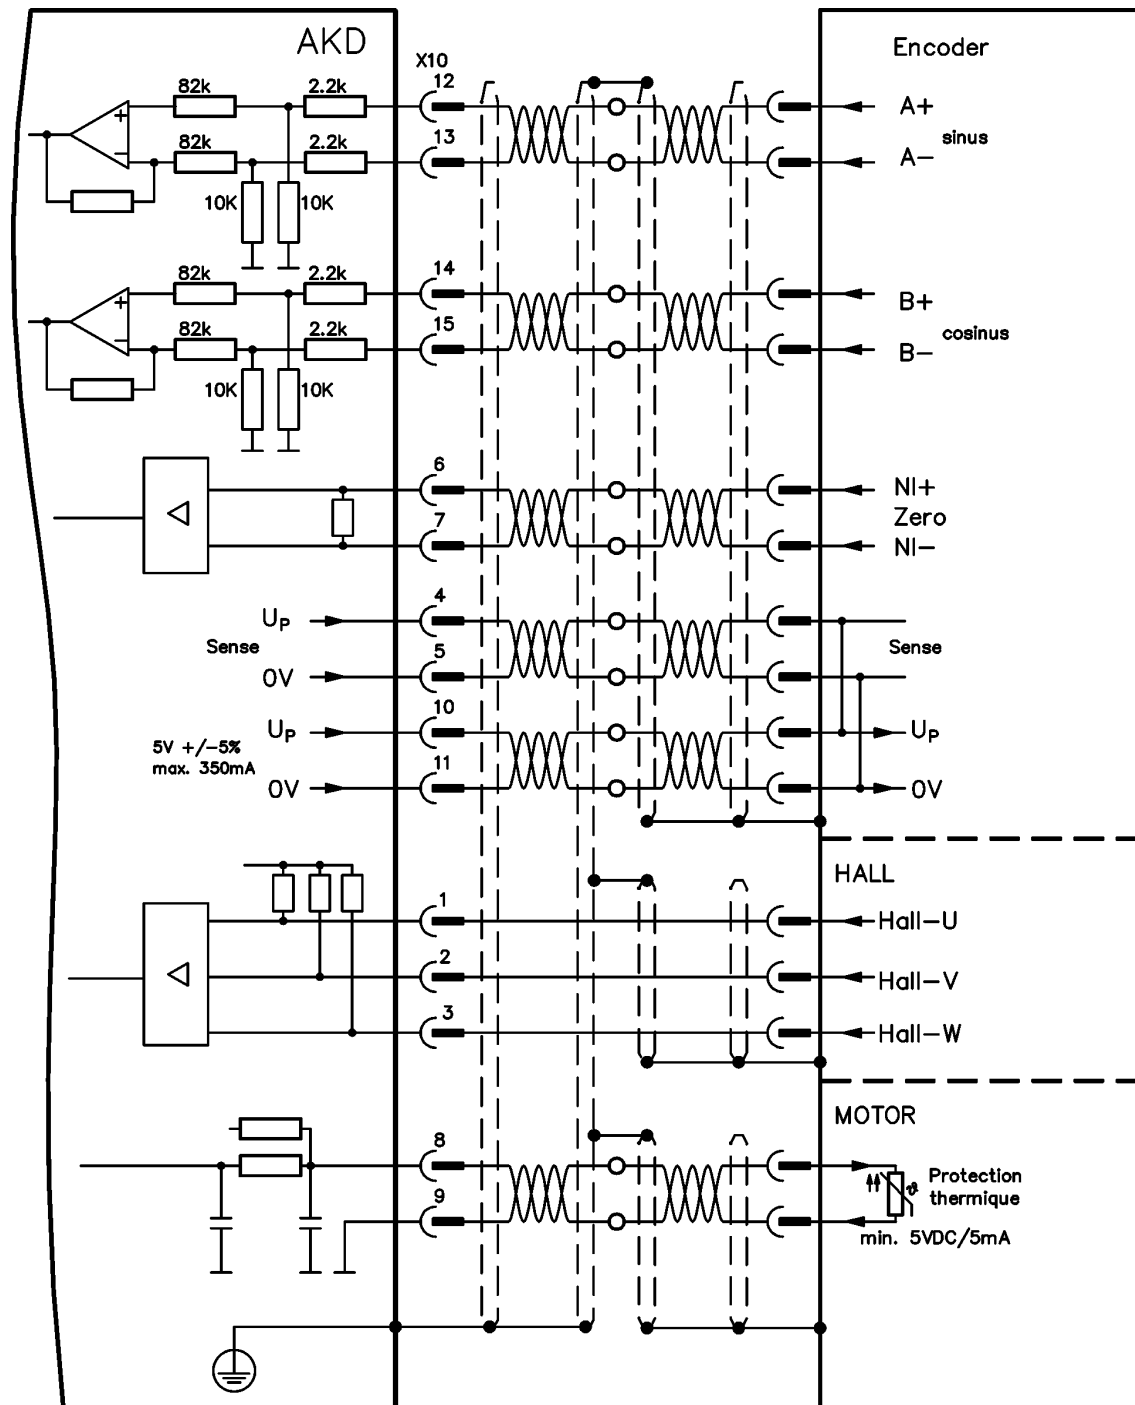 AKD
X10
Encoder
82k
2.2k
12
A+
sinus
82k
2.2k
13
A-
10K
10K
82k
2.2k
14
B+
cosinus
82k
2.2k
15
B-
10K
10K
6
NI+
Zero
7
NI-
4
UP
Sense
Sense
5
0V
10
UP
UP
5V +/-5%
max. 350mA
11
0V
0V
HALL
1
Hall-U
2
Hall-V
3
Hall-W
MOTOR
8
9
Protection
thermique
ϑ
min. 5VDC/5mA